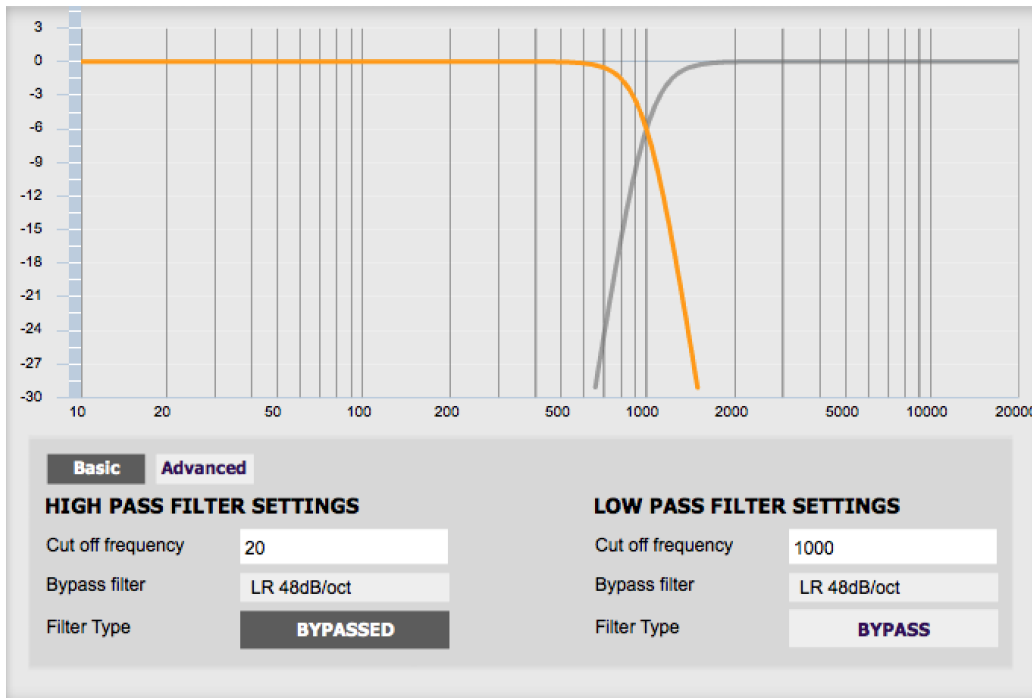 3
0
-3
-6
-9
-12
-15
-18
-21
-24
-27
-30
10 20 50 100 200 500 1000 2000 5000 10000 20000
Basic Advanced
HIGH PASS FILTER SETTINGS
Cut off frequency 20
Bypass filter LR 48dB/oct
Filter Type BYPASSED
LOW PASS FILTER SETTINGS
Cut off frequency 1000
Bypass filter LR 48dB/oct
Filter Type BYPASS